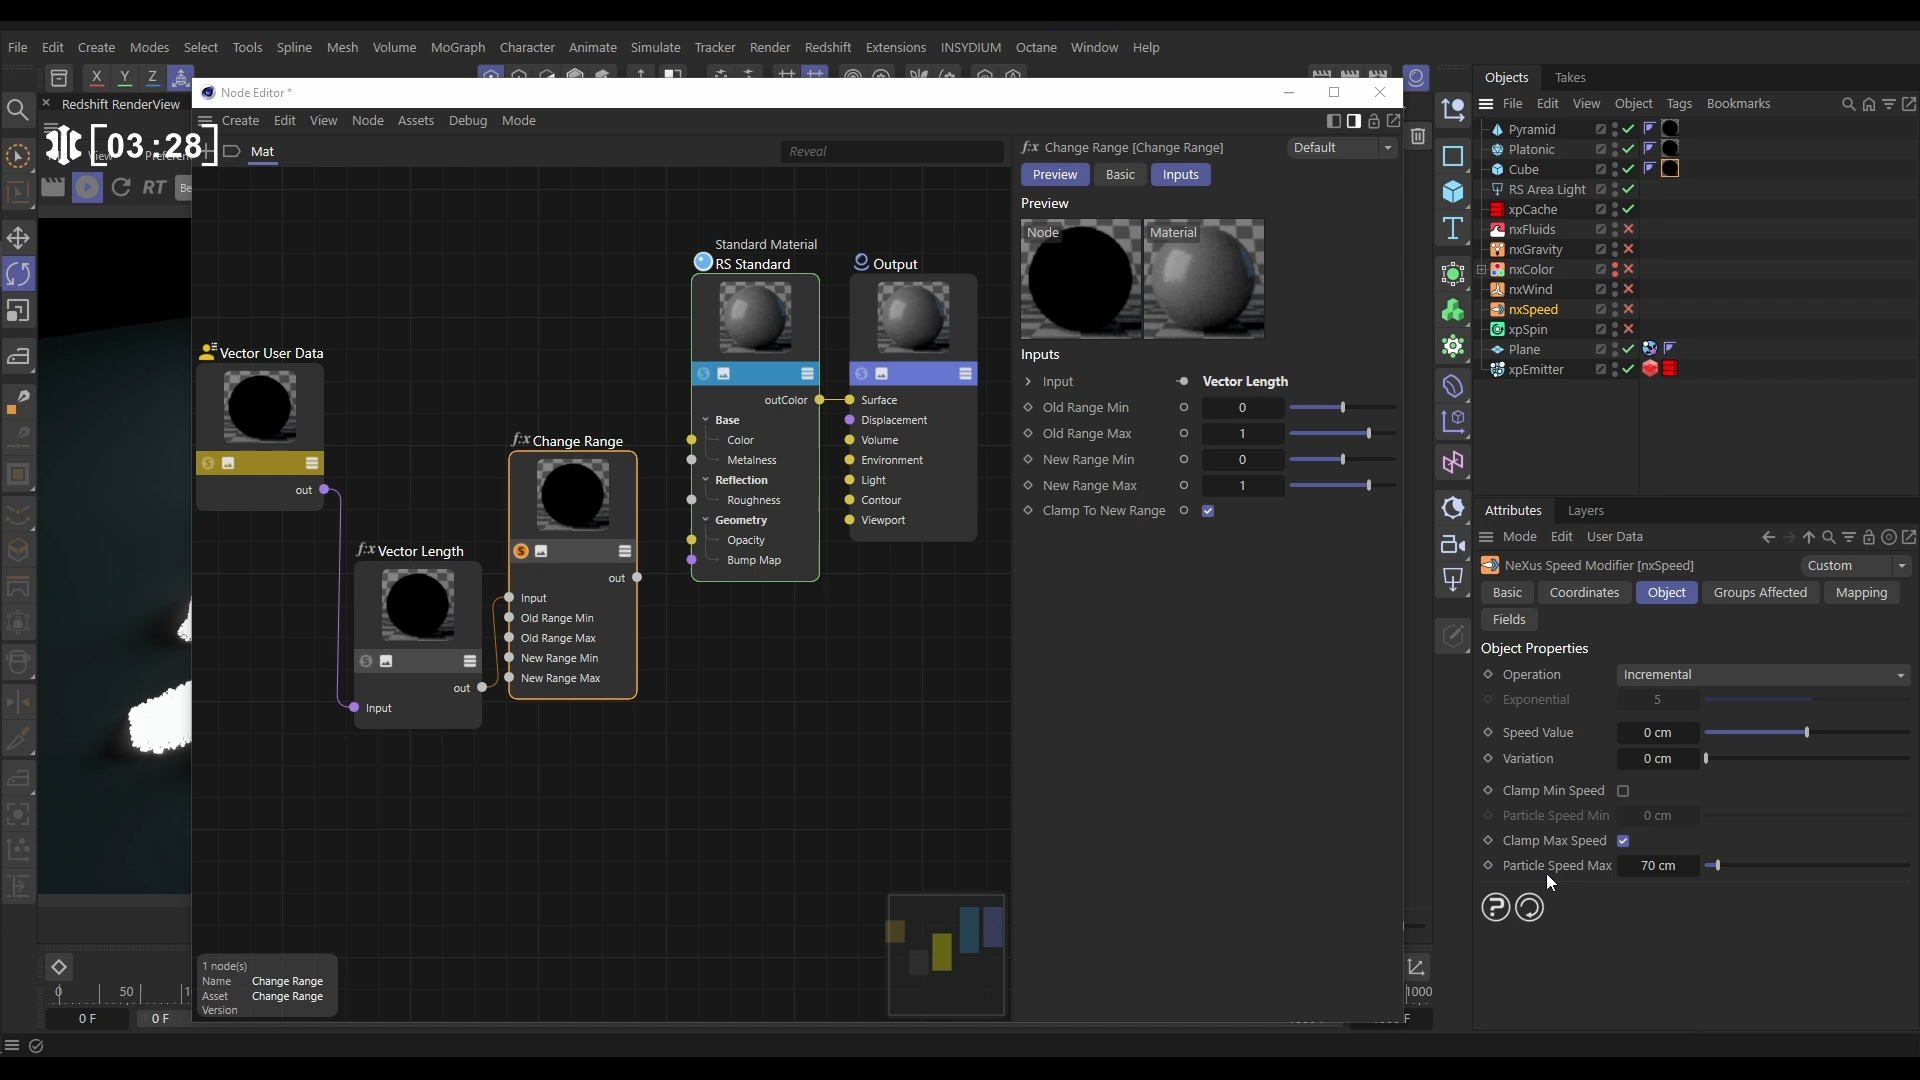 File Edit Create Modes Select Tools Spline Mesh Volume MoGraph Character Animate Simulate Tracker Render Redshift Extensions INSYDIUM Octane Window Help
X Y Z
Redshift RenderView
[03:28]
View
RT
Be
Node Editor *
Create Edit View Node Assets Debug Mode
Mat
Reveal
Vector User Data
out
Vector Length
out
Input
f:x Change Range
out
Input
Old Range Min
Old Range Max
New Range Min
New Range Max
Standard Material
RS Standard
outColor
Base
Color
Metalness
Reflection
Roughness
Geometry
Opacity
Bump Map
Output
Surface
Displacement
Volume
Environment
Light
Contour
Viewport
1 node(s)
Name Change Range
Asset Change Range
Version
f:x Change Range [Change Range] Default
Preview Basic Inputs
Preview
Node Material
Inputs
Input Vector Length
Old Range Min 0
Old Range Max 1
New Range Min 0
New Range Max 1
Clamp To New Range
0 50 1
0 F 0 F
1000
F
Objects Takes
File Edit View Object Tags Bookmarks
Pyramid
Platonic
Cube
RS Area Light
xpCache
nxFluids
nxGravity
nxColor
nxWind
nxSpeed
xpSpin
Plane
xpEmitter
Attributes Layers
Mode Edit User Data
NeXus Speed Modifier [nxSpeed] Custom
Basic Coordinates Object Groups Affected Mapping
Fields
Object Properties
Operation Incremental
Exponential 5
Speed Value 0 cm
Variation 0 cm
Clamp Min Speed
Particle Speed Min 0 cm
Clamp Max Speed
Particle Speed Max 70 cm